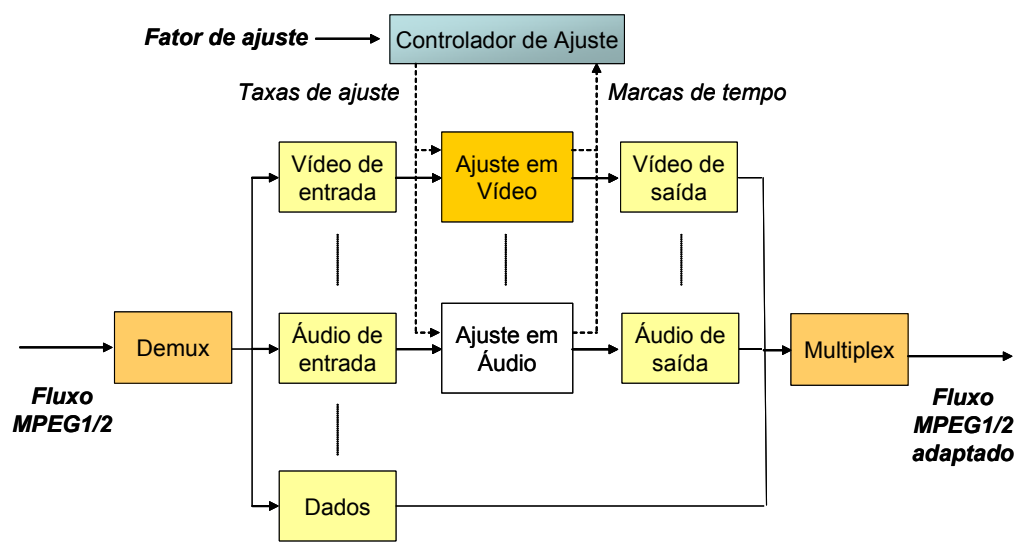 Fator de ajuste
Controlador de Ajuste
Taxas de ajuste
Marcas de tempo
Vídeo de
entrada
Ajuste em
Vídeo
Vídeo de
saída
Demux
Áudio de
entrada
Ajuste em
Áudio
Áudio de
saída
Multiplex
Fluxo
MPEG1/2
Fluxo
MPEG1/2
adaptado
Dados